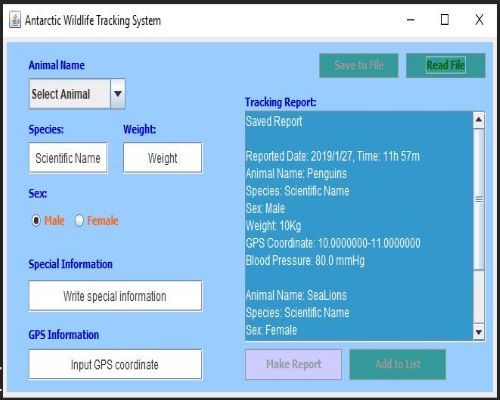 Antarctic Wildlife Tracking System
Animal Name
Select Animal
Species:
Weight:
Scientific Name
Weight
Sex:
Male
Female
Special Information
Write special information
GPS Information
Input GPS coordinate
Save to File
Read File
Tracking Report:
Saved Report
Reported Date: 2019/1/27, Time: 11h 57m
Animal Name: Penguins
Species: Scientific Name
Sex: Male
Weight: 10Kg
GPS Coordinate: 10.0000000-11.0000000
Blood Pressure: 80.0 mmHg
Animal Name: SeaLions
Species: Scientific Name
Sex: Female
Make Report
Add to List